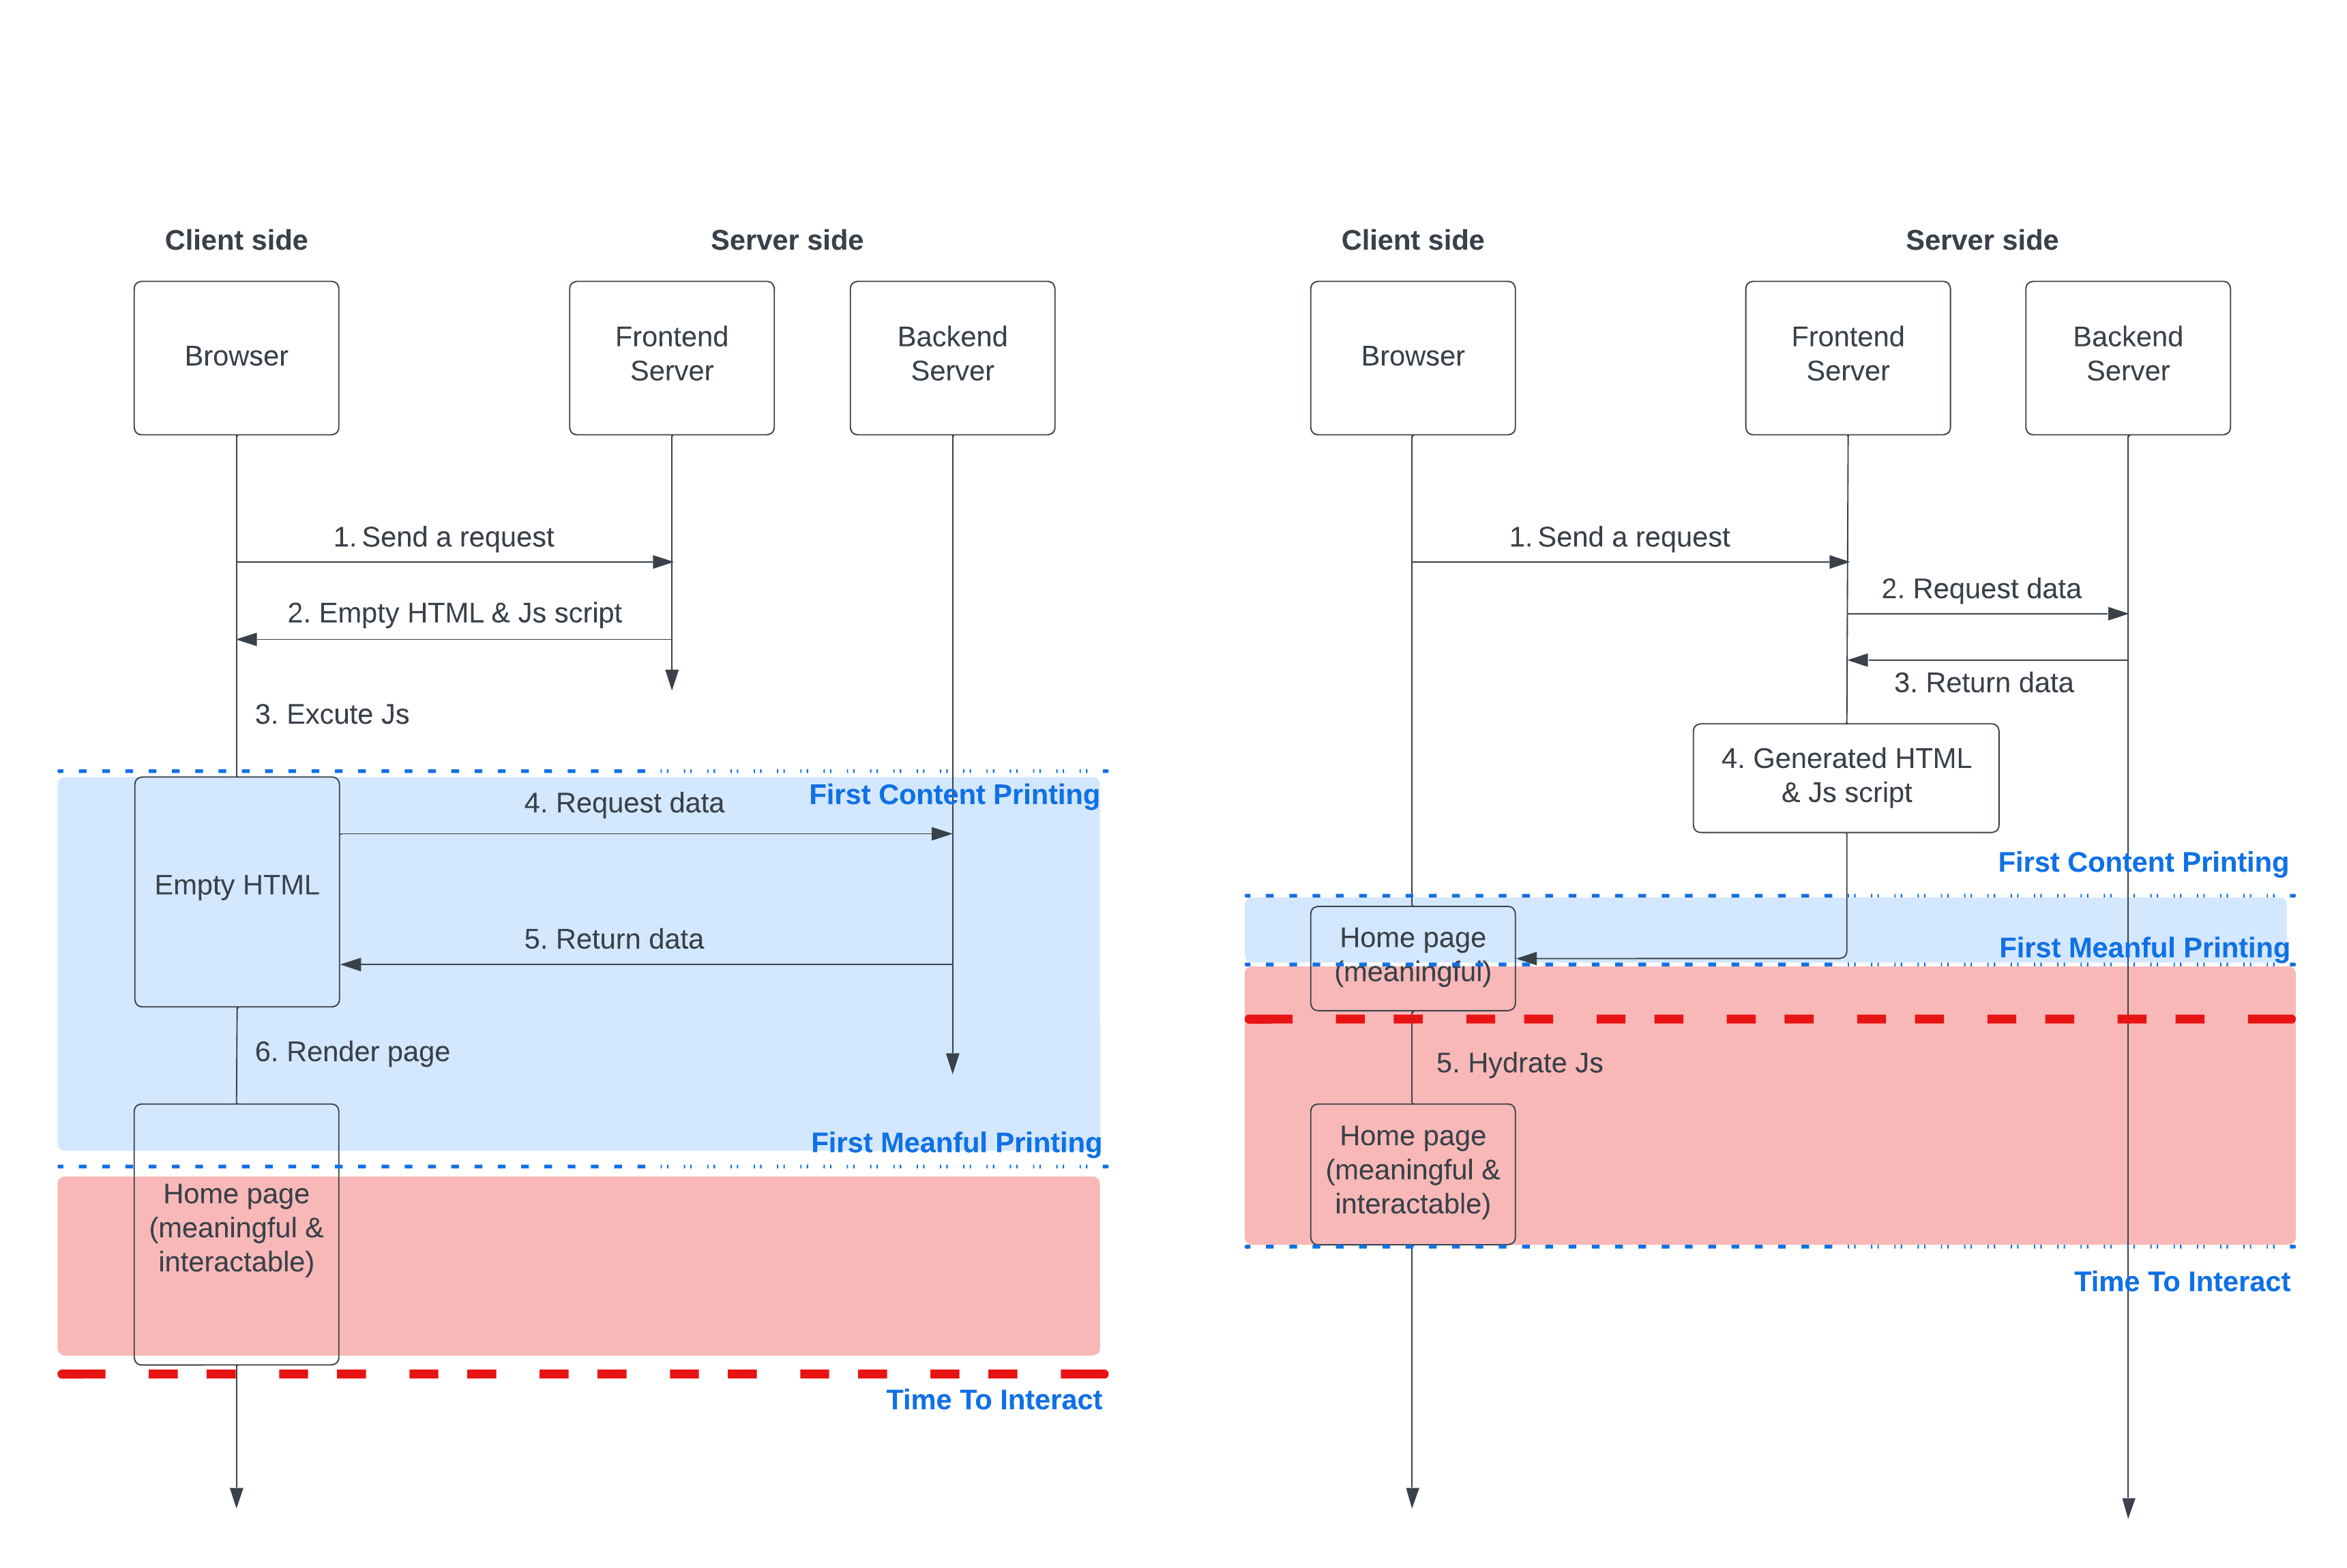 Client side
Server side
Browser
Frontend
Server
Backend
Server
1. Send a request
2. Empty HTML & Js script
3. Excute Js
First Content Printing
4. Request data
Empty HTML
5. Return data
6. Render page
First Meanful Printing
Home page
(meaningful &
interactable)
Time To Interact
Client side
Server side
Browser
Frontend
Server
Backend
Server
1. Send a request
2. Request data
3. Return data
4. Generated HTML
& Js script
First Content Printing
Home page
(meaningful)
First Meanful Printing
5. Hydrate Js
Home page
(meaningful &
interactable)
Time To Interact